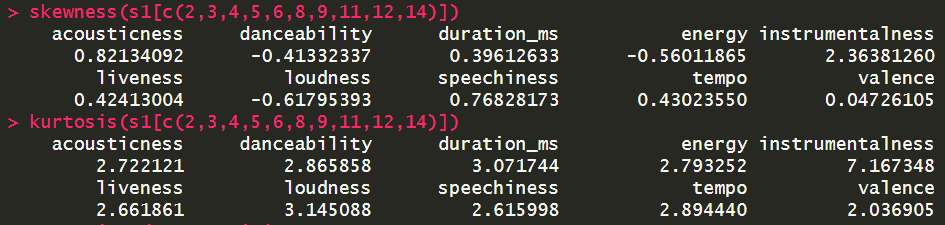 > skewness(s1[c(2,3,4,5,6,8,9,11,12,14)])
acousticness danceability duration_ms energy instrumentalness
0.82134092 -0.41332337 0.39612633 -0.56011865 2.36381260
liveness loudness speechiness tempo valence
0.42413004 -0.61795393 0.76828173 0.43023550 0.04726105
> kurtosis(s1[c(2,3,4,5,6,8,9,11,12,14)])
acousticness danceability duration_ms energy instrumentalness
2.722121 2.865858 3.071744 2.793252 7.167348
liveness loudness speechiness tempo valence
2.661861 3.145088 2.615998 2.894440 2.036905